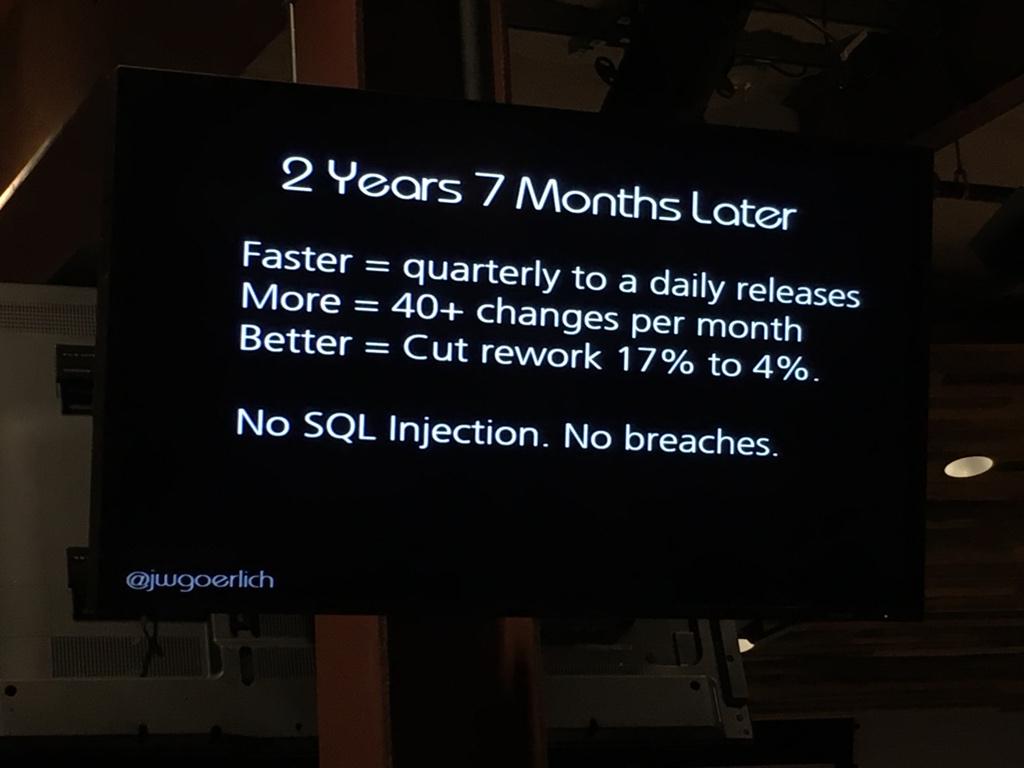 2 Years 7 Months Later
Faster = quarterly to a daily releases
More = 40+ changes per month
Better = Cut rework 17% to 4%.
No SQL Injection. No breaches.
@jwgoerlich